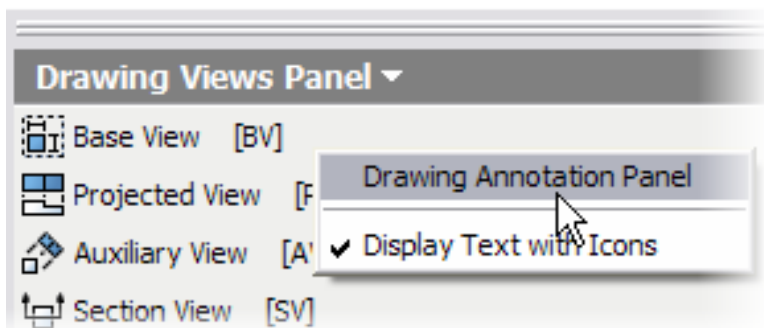 Drawing Views Panel
Base View [BV]
Drawing Annotation Panel
Projected View [P
Auxiliary View [A
Display Text with Icons
Section View [SV]